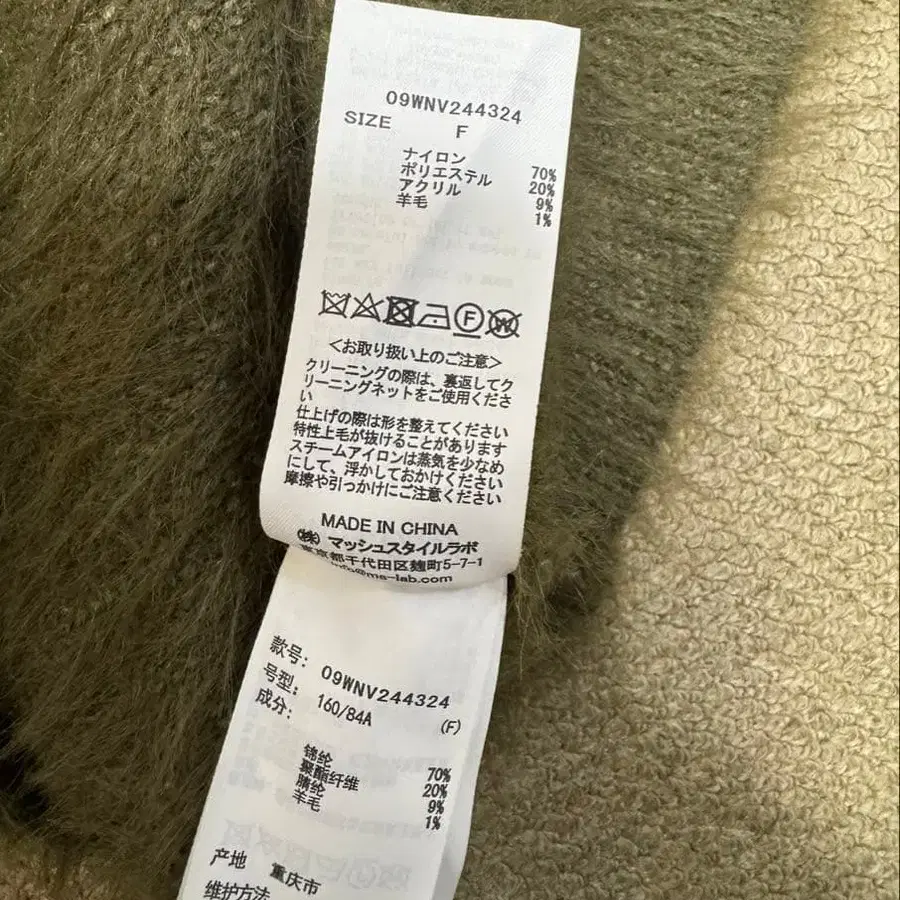 09WNV244324
SIZE F
ナイロン 70%
ポリエステル 20%
アクリル 9%
羊毛 1%
<お取り扱い上のご注意>
クリーニングの際は、裏返してク
リーニングネットをご使用くださ
い
仕上げの際は形を整えてください
特性上毛が抜けることがあります
スチームアイロンは蒸気を少なめ
にして、浮かしておかけください
摩擦や引っかけにご注意ください
MADE IN CHINA
(株) マッシュスタイルラボ
東京都千代田区麹町5-7-1
info@ms-lab.com
款号: 09WNV244324
号型: 160/84A (F)
成分:
锦纶 70%
聚酯纤维 20%
腈纶 9%
羊毛 1%
产地 重庆市
维护方法